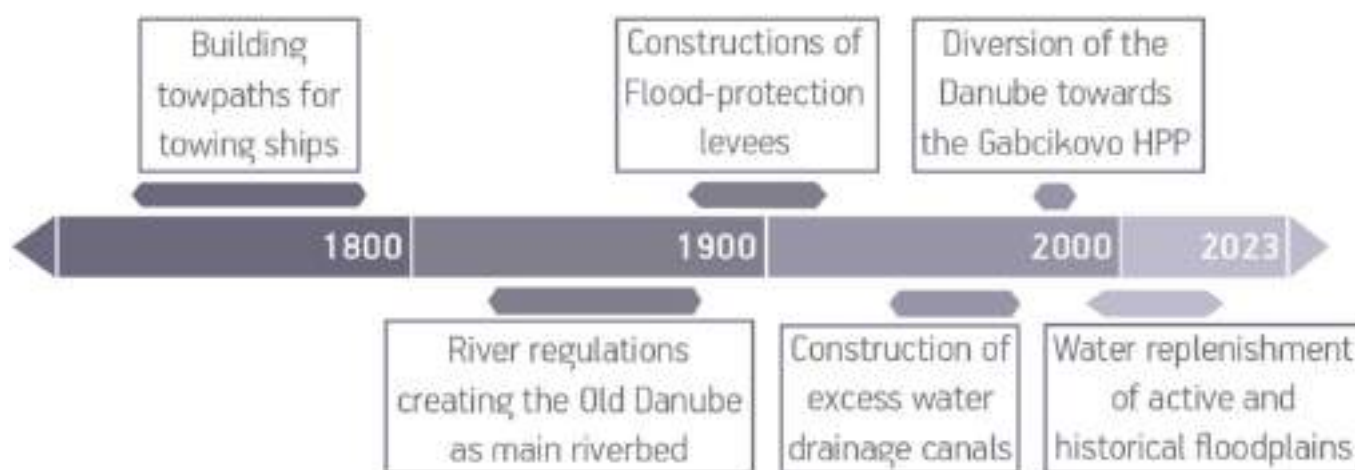 Building
towpaths for
towing ships
Constructions of
Flood-protection
levees
Diversion of the
Danube towards
the Gabcikovo HPP
1800
1900
2000
2023
River regulations
creating the Old Danube
as main riverbed
Construction of
excess water
drainage canals
Water replenishment
of active and
historical floodplains